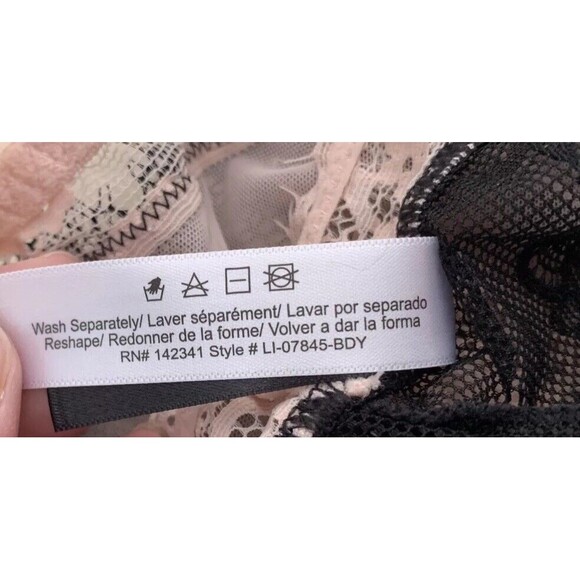 Wash Separately/ Laver séparément/ Lavar por separado
Reshape/ Redonner de la forme/ Volver a dar la forma
RN# 142341 Style # LI-07845-BDY